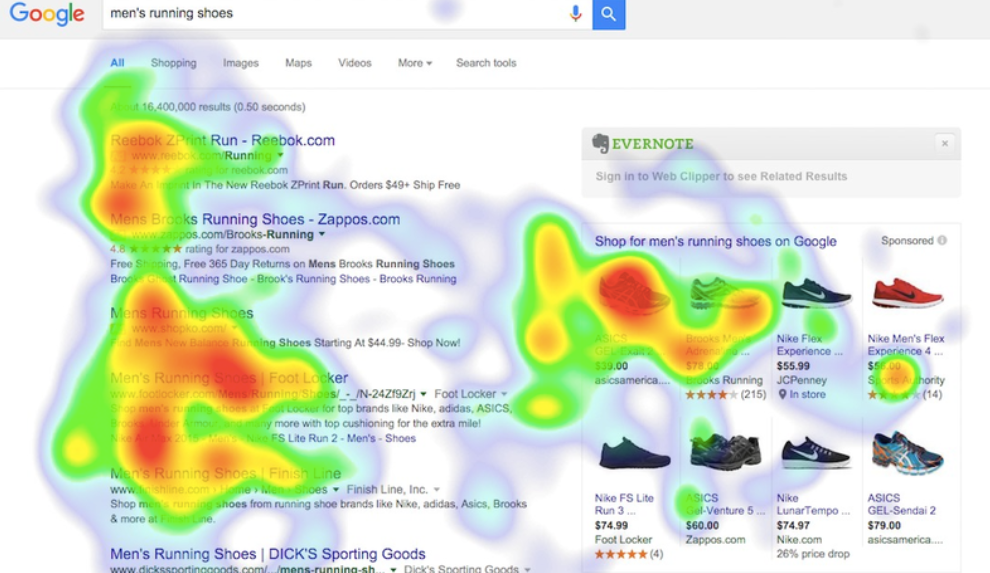 Google
men's running shoes
All Shopping Images Maps Videos More Search tools
About 16,400,000 results (0.50 seconds)
Reebok ZPrint Run - Reebok.com
www.reebok.com/Running
4.2 rating for reebok.com
Make An Imprint In The New Reebok ZPrint Run. Orders $49+ Ship Free
Mens Brooks Running Shoes - Zappos.com
www.zappos.com/Brooks-Running
4.8 rating for zappos.com
Free Shipping, Free 365 Day Returns on Mens Brooks Running Shoes
Brooks Ghost Running Shoe - Brook's Running Shoes - Brooks Running
Mens Running Shoes
www.shopko.com/
Find Mens New Balance Running Shoes Starting At $44.99- Shop Now!
Men's Running Shoes | Foot Locker
www.footlocker.com/Mens/Running/Shoes/_-_/N-24Zf9Zrj Foot Locker
Shop men's running shoes at Foot Locker for top brands like Nike, adidas, ASICS,
Brooks, Under Armour and many more with top cushioning for the extra mile!
Nike Air Max 2015 - Men's - Nike FS Lite Run 2 - Men's - Shoes
Men's Running Shoes | Finish Line
www.finishline.com › Home › Men › Shoes Finish Line, Inc.
Shop men's running shoes from running shoe brands like Nike, adidas, Asics, Brooks
& more at Finish Line.
Men's Running Shoes | DICK'S Sporting Goods
www.dickssportinggoods.com/.../mens-running-sh... Dick's Sporting Goods
EVERNOTE
×
Sign in to Web Clipper to see Related Results
Shop for men's running shoes on Google Sponsored
ASICS
GEL-
asicsamerica....
Brooks Men's
Adrenaline ...
$78.00
Brooks Running
(215)
Nike Flex
Experience ...
$55.99
JCPenney
In store
Nike Men's Flex
Experience 4 ...
Sports Authority
(14)
Nike FS Lite
Run 3 ...
$74.99
Foot Locker
(4)
ASICS
Gel-Venture 5 ...
$60.00
Zappos.com
Nike
LunarTempo ...
$74.97
Nike.com
26% price drop
ASICS
GEL-Sendai 2
$79.00
asicsamerica....